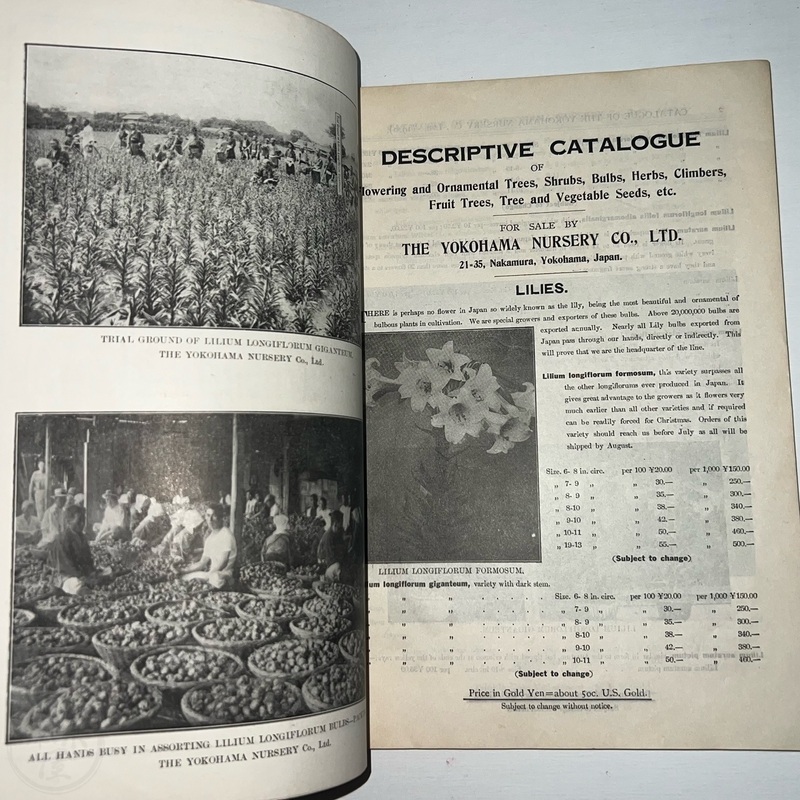 TRIAL GROUND OF LILIUM LONGIFLORUM GIGANTEUM,
THE YOKOHAMA NURSERY Co., Ltd.
ALL HANDS BUSY IN ASSORTING LILIUM LONGIFLORUM BULBS
THE YOKOHAMA NURSERY Co., Ltd.
DESCRIPTIVE CATALOGUE
OF
lowering and Ornamental Trees, Shrubs, Bulbs, Herbs, Climbers,
Fruit Trees, Tree and Vegetable Seeds, etc.
FOR SALE BY
THE YOKOHAMA NURSERY CO., LTD.
21-35, Nakamura, Yokohama, Japan.
LILIES.
HERE is perhaps no flower in Japan so widely known as the lily, being the most beautiful and ornamental of
bulbous plants in cultivation. We are special growers and exporters of these bulbs. Above 20,000,000 bulbs are
exported annually. Nearly all Lily bulbs exported from
Japan pass through our hands, directly or indirectly. This
will prove that we are the headquarter of the line.
Lilium longiflorum formosum, this variety surpasses all
the other longiflorums ever produced in Japan. It
gives great advantage to the growers as it flowers very
much earlier than all other varieties and if required
can be readily forced for Christmas. Orders of this
variety should reach us before July as all will be
shipped by August.
Size. 6- 8 in. circ. per 100 ¥20.00 per 1,000 ¥150.00
„ 7- 9 „ „ 30.— „ 250.—
„ 8- 9 „ „ 35.— „ 300.—
„ 8-10 „ „ 38.— „ 340.—
„ 9-10 „ „ 42.— „ 380.—
„ 10-11 „ „ 50.— „ 460.—
„ 19-13 „ „ 55.— „ 500.—
(Subject to change)
LILIUM LONGIFLORUM FORMOSUM,
um longiflorum giganteum, variety with dark stem.
„ „ . . . . . Size. 6- 8 in. circ. per 100 ¥20.00 per 1,000 ¥150.00
„ „ . . . . . „ 7- 9 „ „ 30.— „ 250.—
„ „ . . . . . „ 8- 9 „ „ 35.— „ 300.—
„ „ . . . . . „ 8-10 „ „ 38.— „ 340.—
„ „ . . . . . „ 9-10 „ „ 42.— „ 380.—
„ „ . . . . . „ 10-11 „ „ 50.— „ 460.—
(Subject to change)
Price in Gold Yen=about 50c. U.S. Gold.
Subject to change without notice.